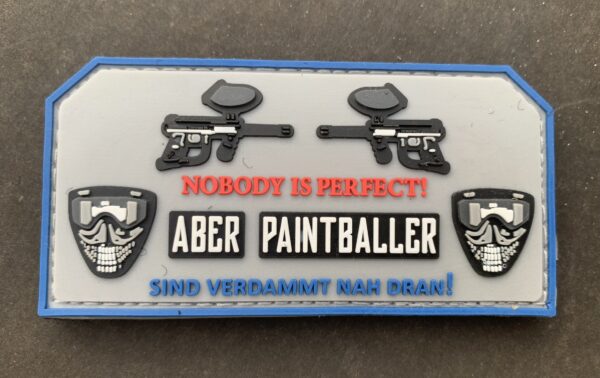 NOBODY IS PERFECT!
ABER PAINTBALLER
SIND VERDAMMT NAH DRAN!